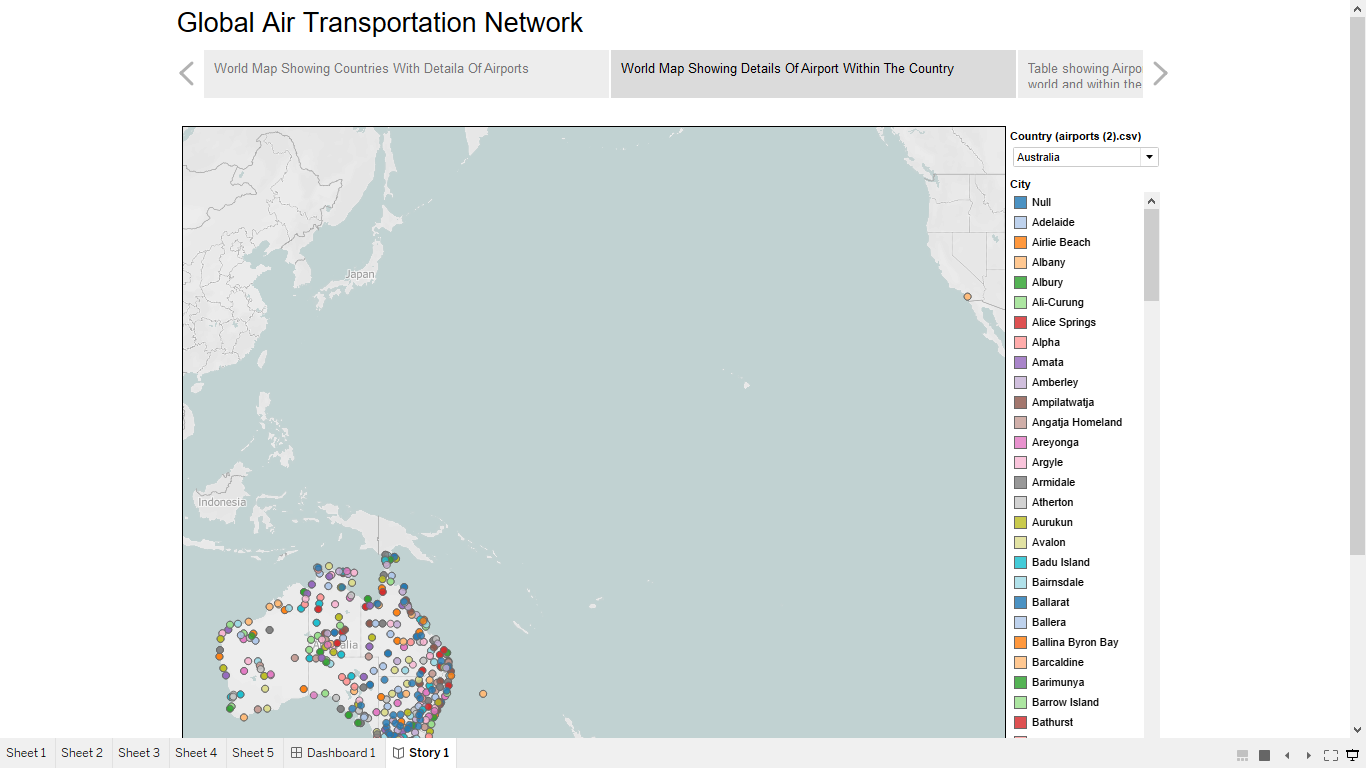 Global Air Transportation Network
World Map Showing Countries With Detaila Of Airports
World Map Showing Details Of Airport Within The Country
Table showing Airpo
world and within the
Country (airports (2).csv)
Australia
City
Null
Adelaide
Airlie Beach
Albany
Albury
Ali-Curung
Alice Springs
Alpha
Amata
Amberley
Ampilatwatja
Angatja Homeland
Areyonga
Argyle
Armidale
Atherton
Aurukun
Avalon
Badu Island
Bairnsdale
Ballarat
Ballera
Ballina Byron Bay
Barcaldine
Barimunya
Barrow Island
Bathurst
Japan
Indonesia
Sheet 1
Sheet 2
Sheet 3
Sheet 4
Sheet 5
Dashboard 1
Story 1